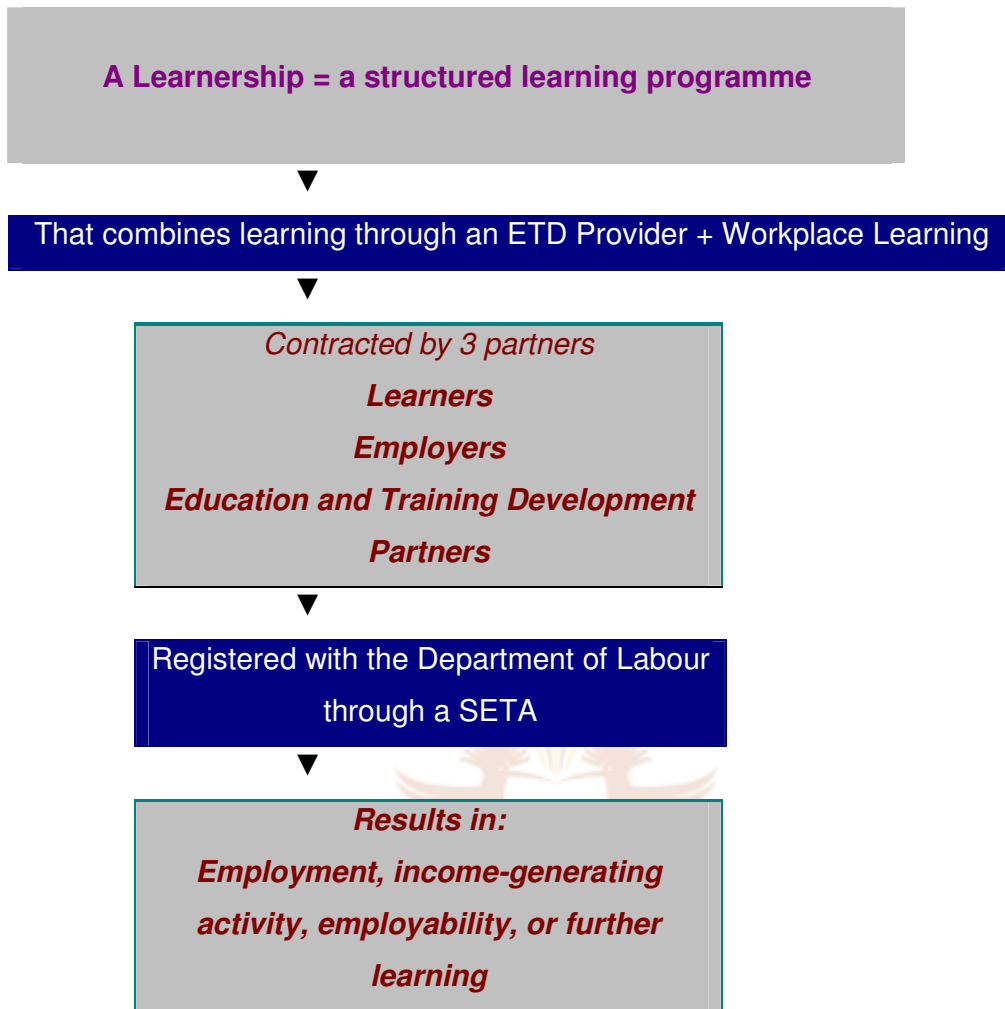 A Learnership = a structured learning programme
That combines learning through an ETD Provider + Workplace Learning
Contracted by 3 partners
Learners
Employers
Education and Training Development
Partners
Registered with the Department of Labour
through a SETA
Results in:
Employment, income-generating
activity, employability, or further
learning